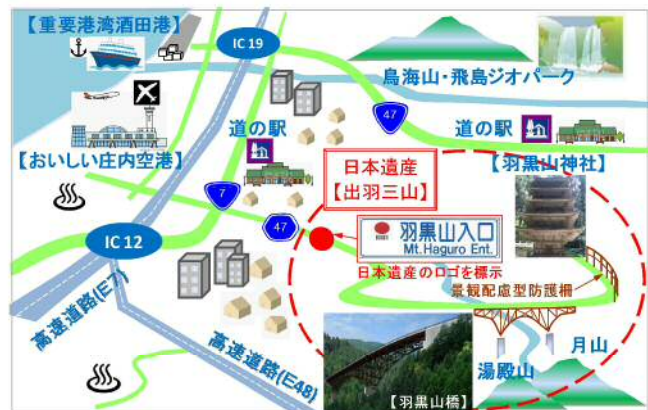 【重要港湾酒田港】
IC 19
鳥海山・飛島ジオパーク
47
道の駅
道の駅
【おいしい庄内空港】
日本遺産
【出羽三山】
【羽黒山神社】
7
47
羽黒山入口
Mt.Haguro Ent.
日本遺産のロゴを標示
IC 12
景観配慮型防護柵
高速道路(E7)
高速道路(E48)
月山
湯殿山
【羽黒山橋】